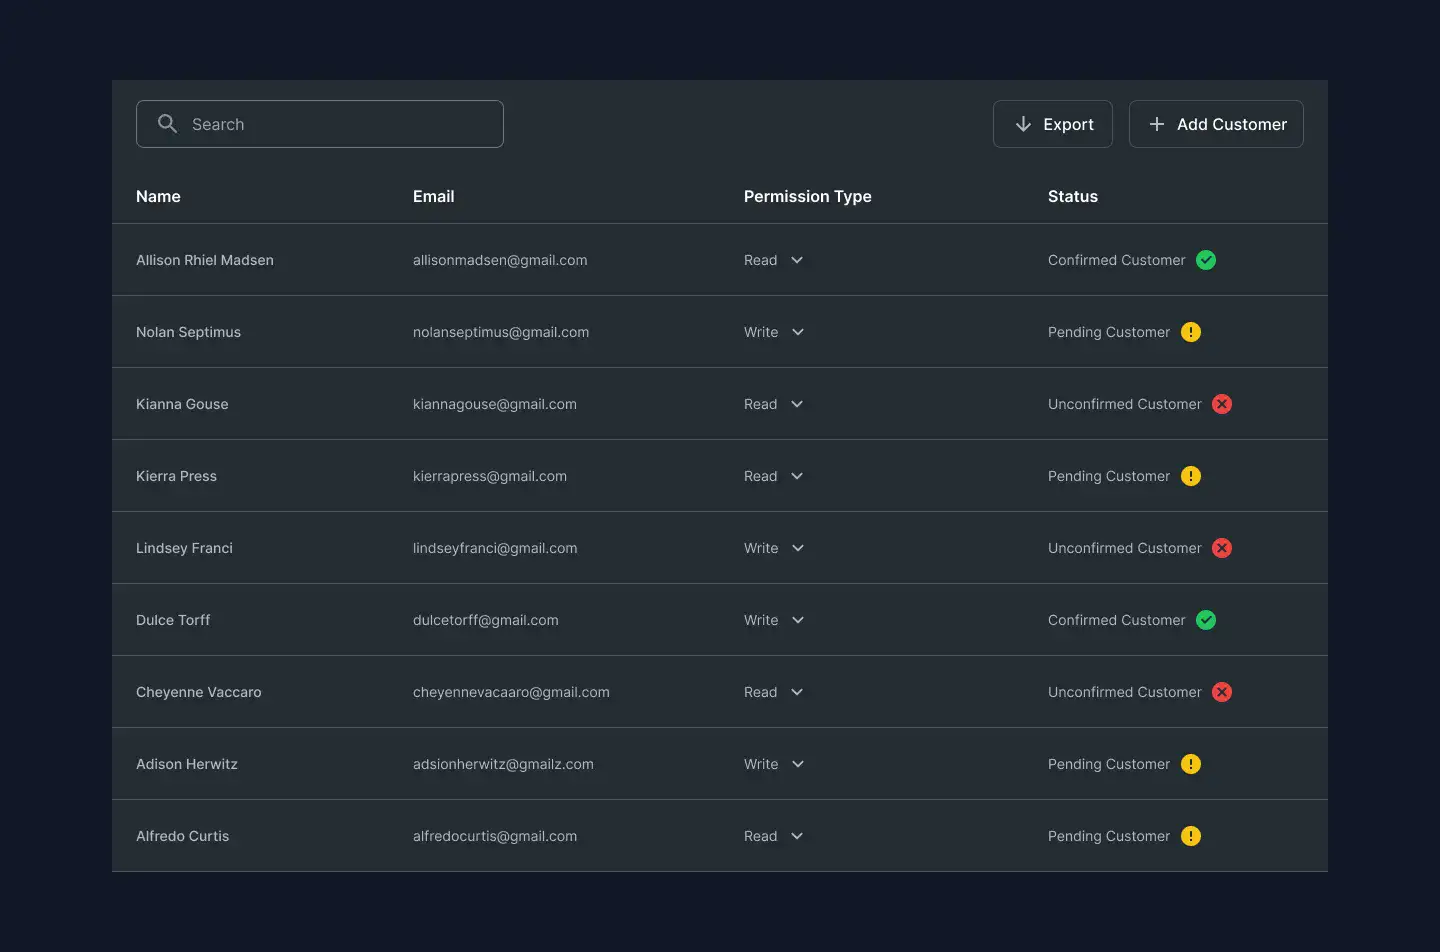 Search Export Add Customer
Name Email Permission Type Status
Allison Rhiel Madsen allisonmadsen@gmail.com Read Confirmed Customer
Nolan Septimus nolanseptimus@gmail.com Write Pending Customer
Kianna Gouse kiannagouse@gmail.com Read Unconfirmed Customer
Kierra Press kierrapress@gmail.com Read Pending Customer
Lindsey Franci lindseyfranci@gmail.com Write Unconfirmed Customer
Dulce Torff dulcetorff@gmail.com Write Confirmed Customer
Cheyenne Vaccaro cheyennevacaaro@gmail.com Read Unconfirmed Customer
Adison Herwitz adsionherwitz@gmailz.com Write Pending Customer
Alfredo Curtis alfredocurtis@gmail.com Read Pending Customer